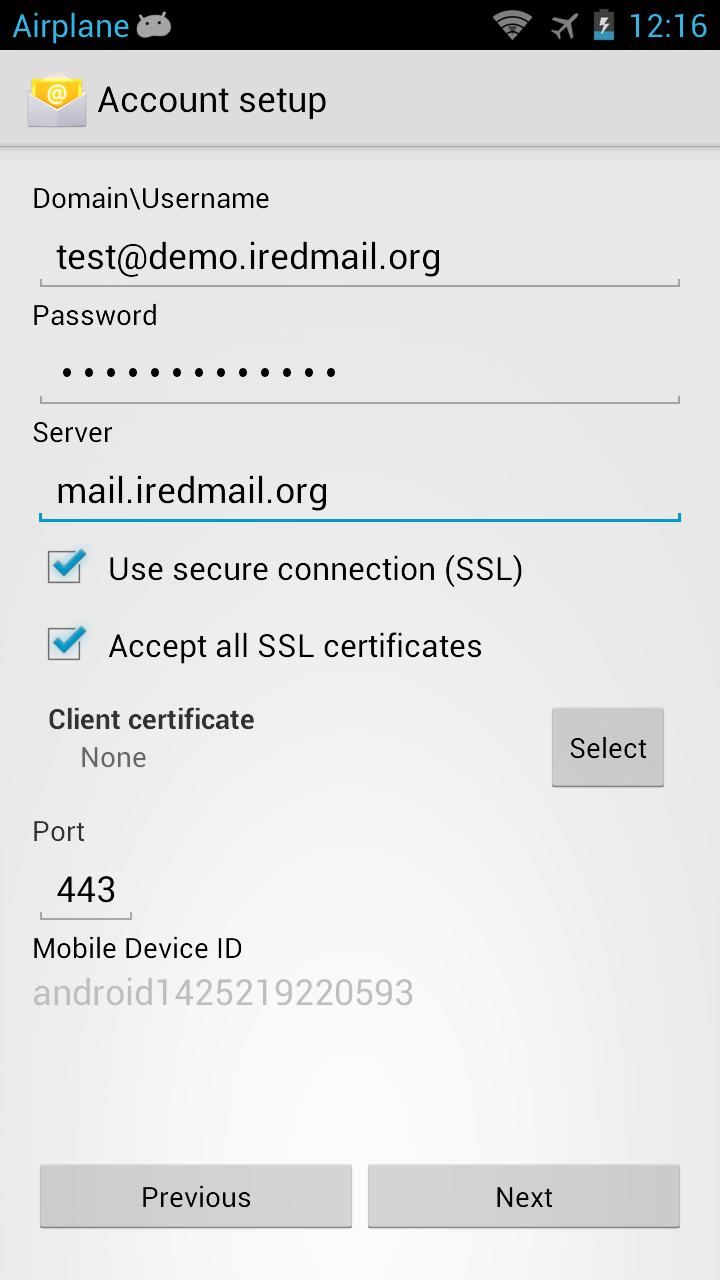 Airplane 12:16
@ Account setup
Domain\Username
test@demo.iredmail.org
Password
•••••••••••••
Server
mail.iredmail.org
Use secure connection (SSL)
Accept all SSL certificates
Client certificate
None
Select
Port
443
Mobile Device ID
android1425219220593
Previous Next